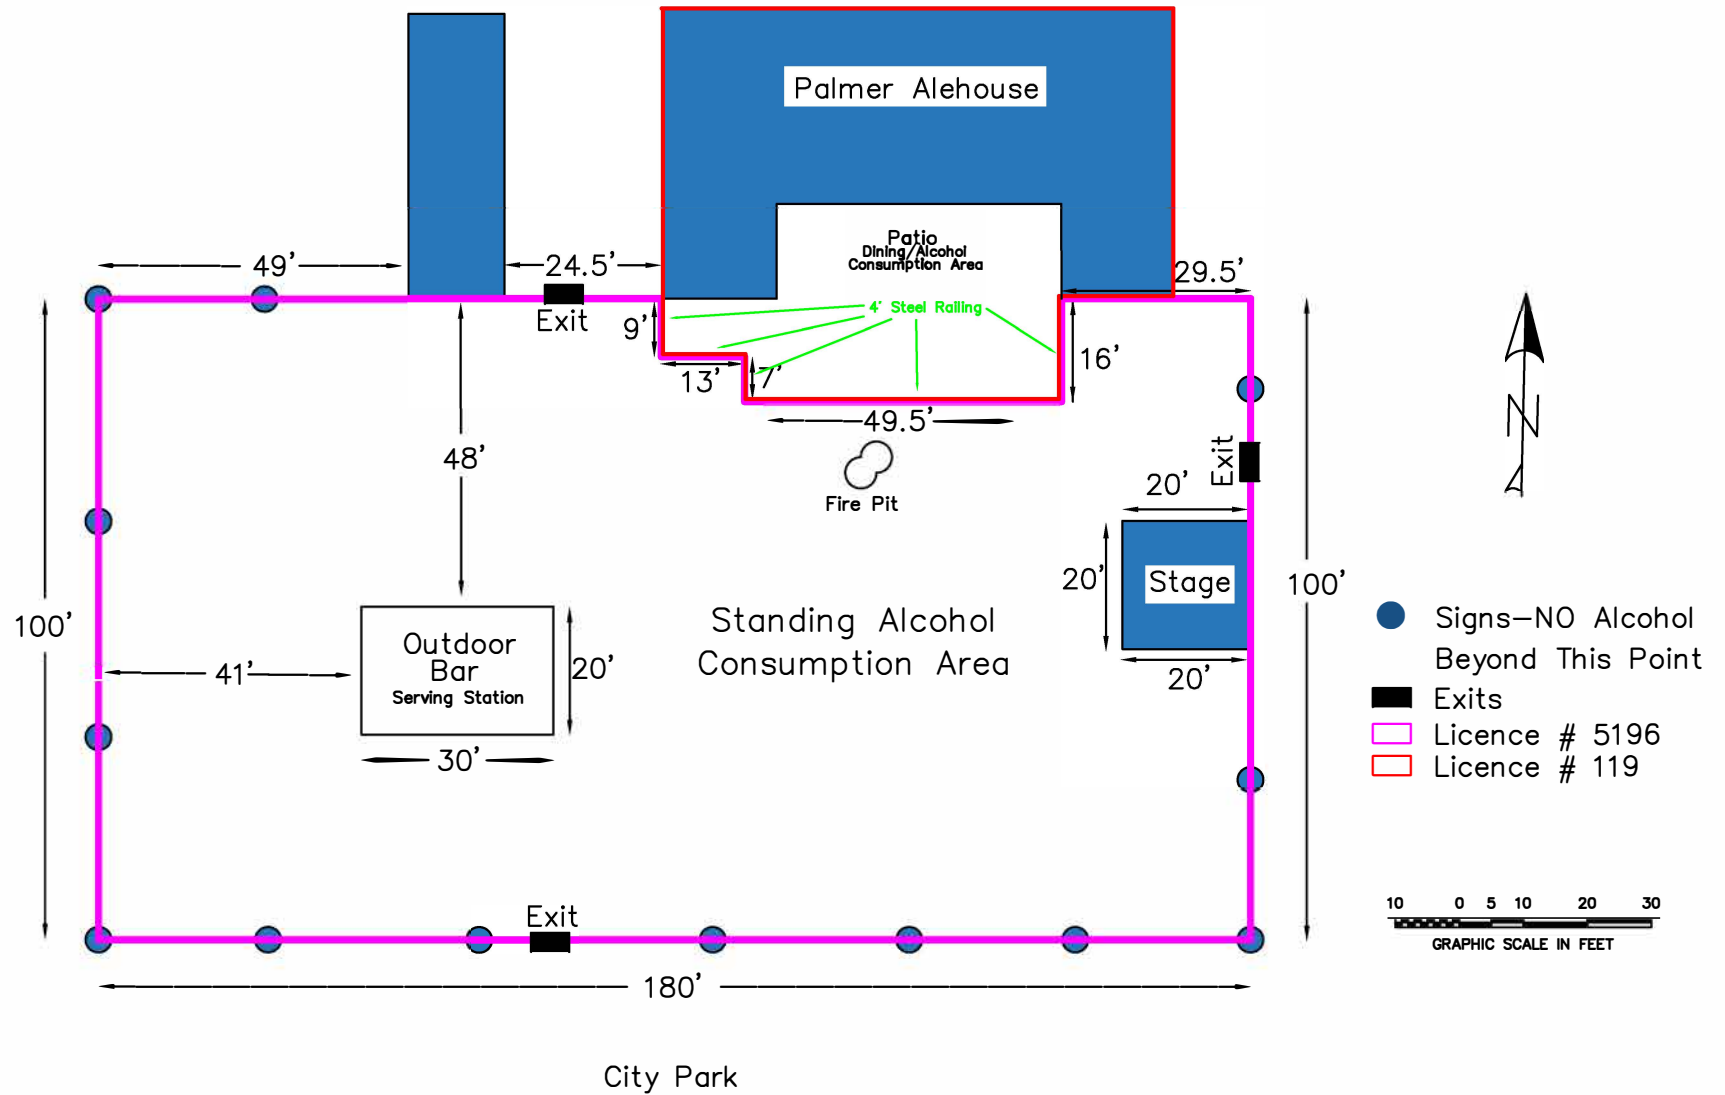 Palmer Alehouse
Patio
Dining/Alcohol
Consumption Area
49'
24.5'
29.5'
4' Steel Railing
Exit
9'
13'
7'
16'
49.5'
48'
Fire Pit
Exit
20'
20'
Stage
20'
100'
100'
Standing Alcohol
Consumption Area
Outdoor
Bar
Serving Station
41'
20'
30'
Signs-NO Alcohol
Beyond This Point
Exits
Licence # 5196
Licence # 119
N
10 0 5 10 20 30
GRAPHIC SCALE IN FEET
Exit
180'
City Park